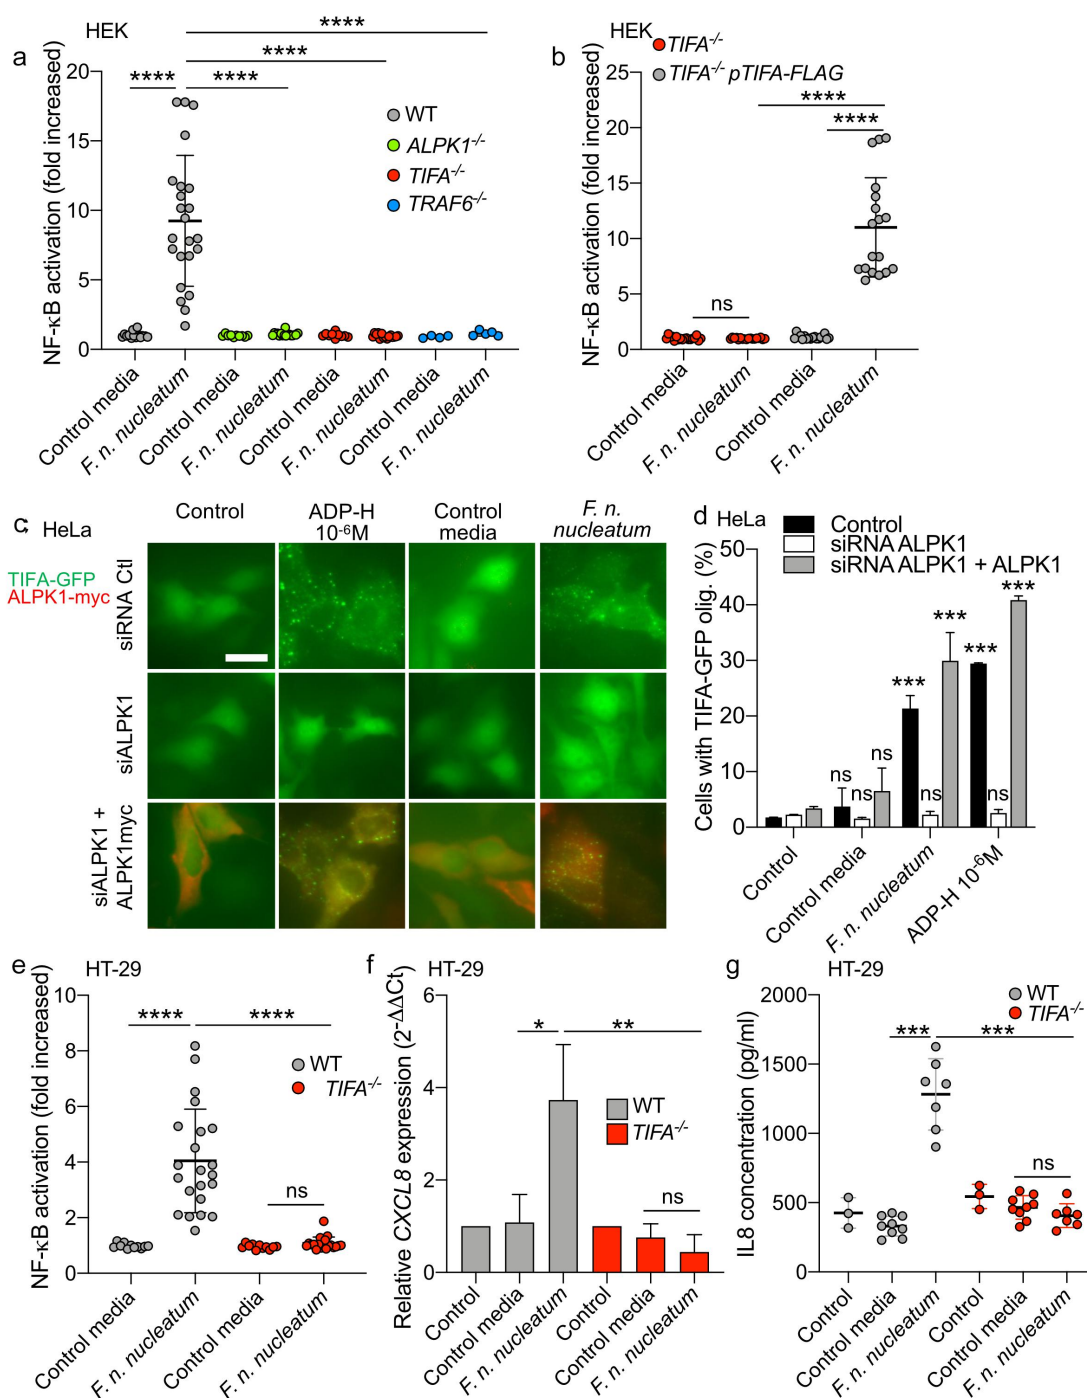 a
HEK
****
****
****
****
NF-κB activation (fold increased)
20
15
10
5
0
WT
ALPK1-/-
TIFA-/-
TRAF6-/-
Control media
F. n. nucleatum
Control media
F. n. nucleatum
Control media
F. n. nucleatum
Control media
F. n. nucleatum
b
HEK
TIFA-/-
TIFA-/- pTIFA-FLAG
****
****
ns
NF-κB activation (fold increased)
25
20
15
10
5
0
Control media
F. n. nucleatum
Control media
F. n. nucleatum
c
HeLa
TIFA-GFP
ALPK1-myc
Control
ADP-H
10-6M
Control
media
F. n.
nucleatum
siRNA Ctl
siALPK1
siALPK1 +
ALPK1myc
d
HeLa
Control
siRNA ALPK1
siRNA ALPK1 + ALPK1
Cells with TIFA-GFP olig. (%)
50
40
30
20
10
0
ns
ns
ns
***
ns
***
***
ns
***
Control
Control media
F. n. nucleatum
ADP-H 10-6M
e
HT-29
NF-κB activation (fold increased)
10
8
6
4
2
0
****
****
ns
WT
TIFA-/-
Control media
F. n. nucleatum
Control media
F. n. nucleatum
f
HT-29
Relative CXCL8 expression (2-ΔΔCt)
6
4
2
0
*
**
ns
WT
TIFA-/-
Control
Control media
F. n. nucleatum
Control
Control media
F. n. nucleatum
g
HT-29
WT
TIFA-/-
IL8 concentration (pg/ml)
2000
1500
1000
500
0
***
***
ns
Control
Control media
F. n. nucleatum
Control
Control media
F. n. nucleatum